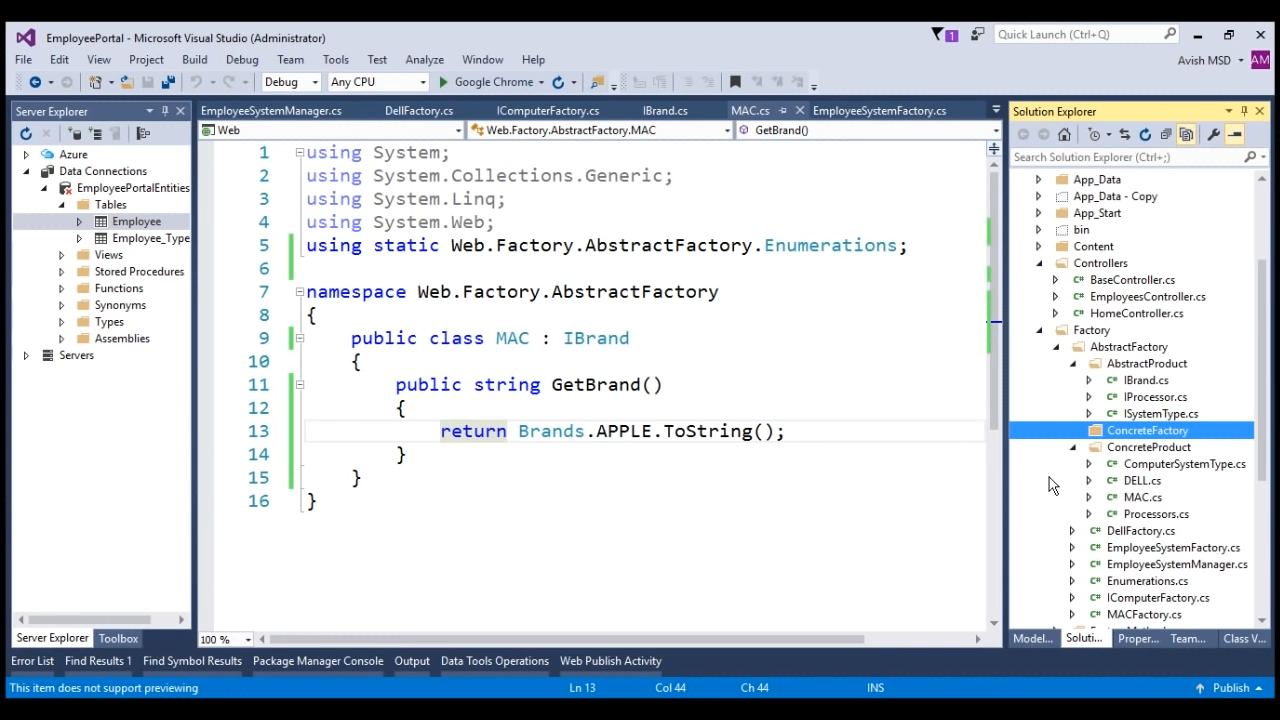 EmployeePortal - Microsoft Visual Studio (Administrator)
1
Quick Launch (Ctrl+Q)
File Edit View Project Build Debug Team Tools Test Analyze Window Help
Avish MSD AM
Debug Any CPU Google Chrome
Server Explorer
EmployeeSystemManager.cs DellFactory.cs IComputerFactory.cs IBrand.cs MAC.cs EmployeeSystemFactory.cs
Solution Explorer
Web
Web.Factory.AbstractFactory.MAC
GetBrand()
Search Solution Explorer (Ctrl+;)
Azure
Data Connections
EmployeePortalEntities
Tables
Employee
Employee_Type
Views
Stored Procedures
Functions
Synonyms
Types
Assemblies
Servers
1 using System;
2 using System.Collections.Generic;
3 using System.Linq;
4 using System.Web;
5 using static Web.Factory.AbstractFactory.Enumerations;
6
7 namespace Web.Factory.AbstractFactory
8 {
9 public class MAC : IBrand
10 {
11 public string GetBrand()
12 {
13 return Brands.APPLE.ToString();
14 }
15 }
16 }
App_Data
App_Data - Copy
App_Start
bin
Content
Controllers
BaseController.cs
EmployeesController.cs
HomeController.cs
Factory
AbstractFactory
AbstractProduct
IBrand.cs
IProcessor.cs
ISystemType.cs
ConcreteFactory
ConcreteProduct
ComputerSystemType.cs
DELL.cs
MAC.cs
Processors.cs
DellFactory.cs
EmployeeSystemFactory.cs
EmployeeSystemManager.cs
Enumerations.cs
IComputerFactory.cs
MACFactory.cs
Server Explorer Toolbox
100 %
Model... Soluti... Proper... Team... Class V...
Error List Find Results 1 Find Symbol Results Package Manager Console Output Data Tools Operations Web Publish Activity
This item does not support previewing Ln 13 Col 44 Ch 44 INS Publish